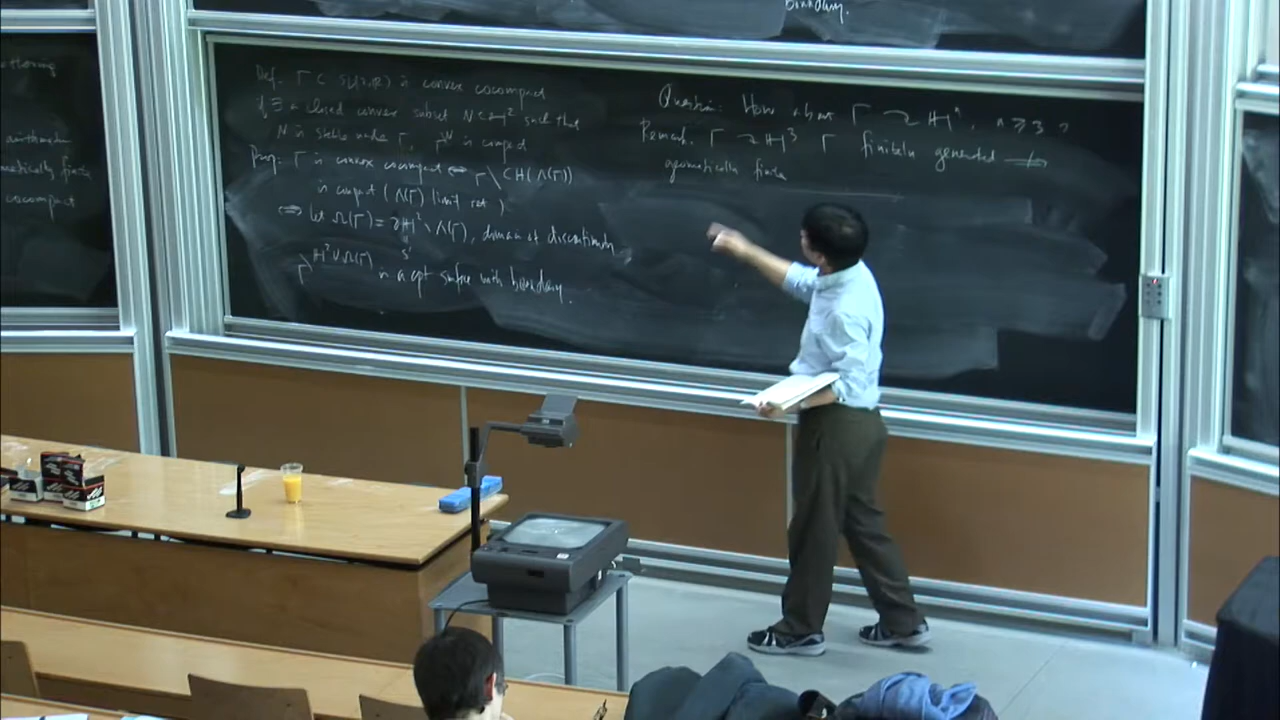 boundary.
arithmetic
cocompact
Def. Γ ⊂ SL(2,R) is convex cocompact
if ∃ a closed convex subset N ⊂ H² such that
N is stable under Γ, Γ\N is compact
Prop: Γ is convex cocompact ⇔ Γ\CH(Λ(Γ))
is compact (Λ(Γ) limit set).
⇔ let Ω(Γ) = ∂H² \ Λ(Γ), domain of discontinuity
S¹
Γ\H² ∪ Ω(Γ) is a cpt surface with boundary.
Question: How about Γ ↷ Hⁿ, n ≥ 3 ?
Remark. Γ ↷ H³ Γ finitely generated ⇏
geometrically finite